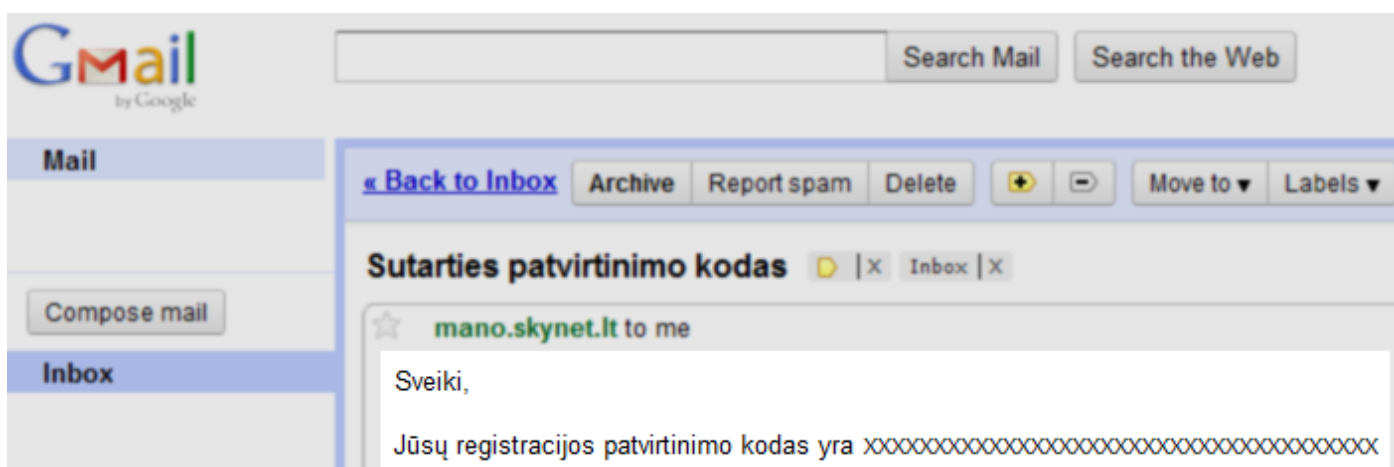 Gmail
by Google
Search Mail
Search the Web
Mail
« Back to Inbox
Archive
Report spam
Delete
Move to ▾
Labels ▾
Sutarties patvirtinimo kodas
X
Inbox
X
Compose mail
mano.skynet.lt to me
Inbox
Sveiki,
Jūsų registracijos patvirtinimo kodas yra XXXXXXXXXXXXXXXXXXXXXXXXXXXXXXXXXXXXX